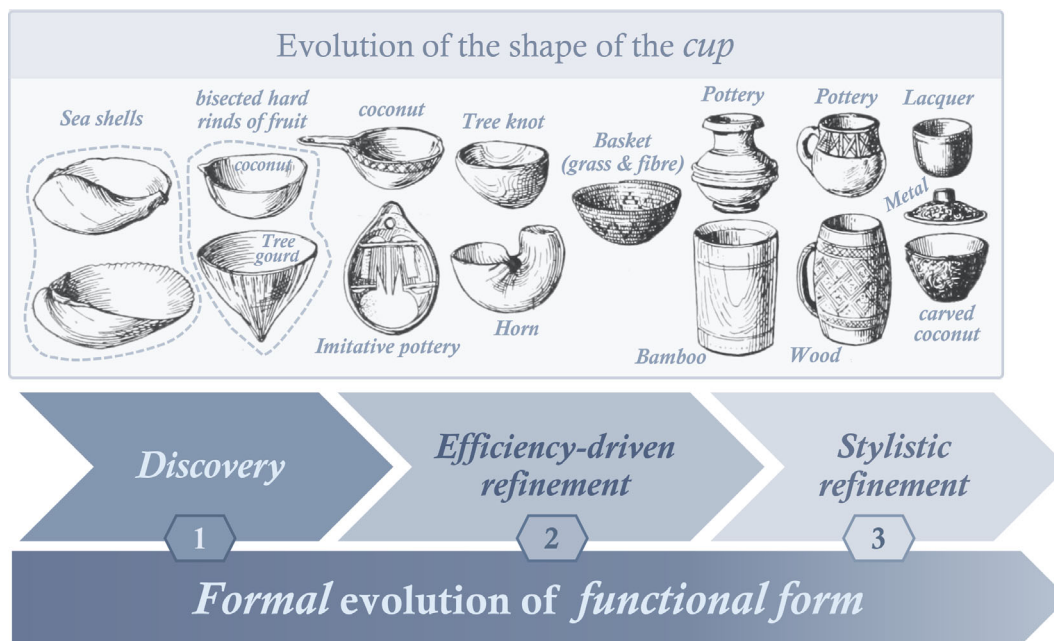 Evolution of the shape of the cup
Sea shells
bisected hard
rinds of fruit
coconut
Tree
gourd
coconut
Imitative pottery
Tree knot
Horn
Basket
(grass & fibre)
Pottery
Bamboo
Pottery
Wood
Lacquer
Metal
carved
coconut
Discovery
Efficiency-driven
refinement
Stylistic
refinement
1
2
3
Formal evolution of functional form